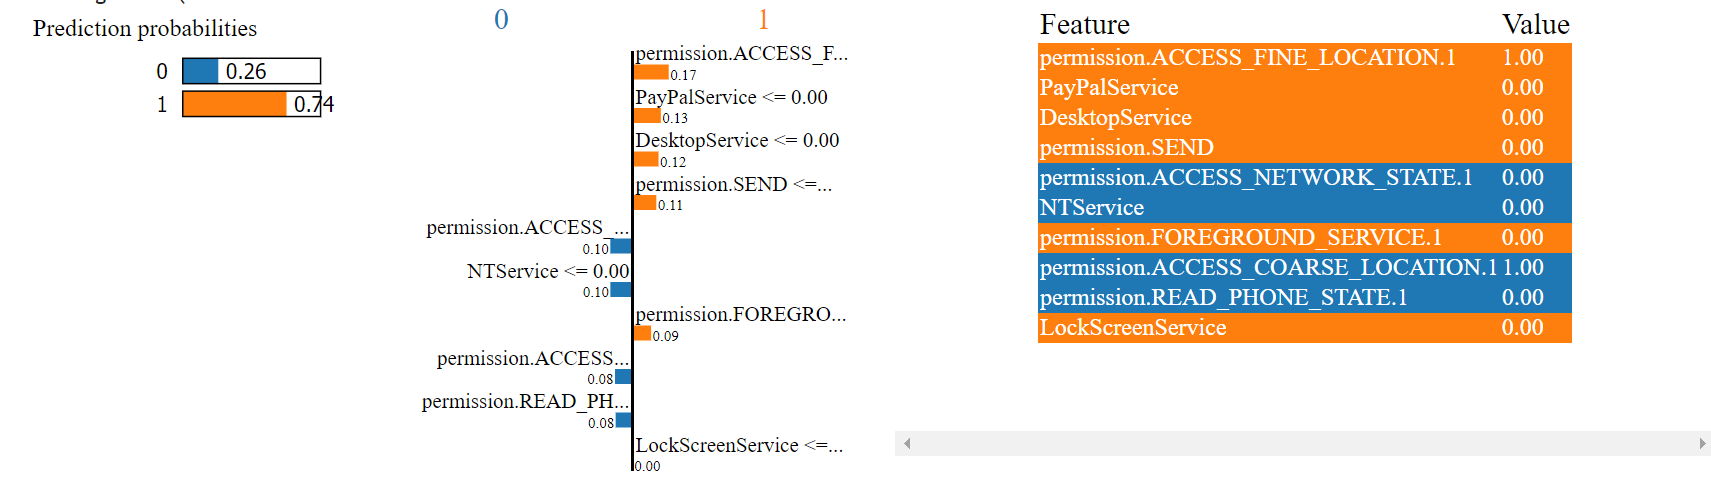 Prediction probabilities
0 0.26
1 0.74
0 1
permission.ACCESS_F...
0.17
PayPalService <= 0.00
0.13
DesktopService <= 0.00
0.12
permission.SEND <=...
0.11
permission.ACCESS_...
0.10
NTService <= 0.00
0.10
permission.FOREGRO...
0.09
permission.ACCESS...
0.08
permission.READ_PH...
0.08
LockScreenService <=...
0.00
Feature Value
permission.ACCESS_FINE_LOCATION.1 1.00
PayPalService 0.00
DesktopService 0.00
permission.SEND 0.00
permission.ACCESS_NETWORK_STATE.1 0.00
NTService 0.00
permission.FOREGROUND_SERVICE.1 0.00
permission.ACCESS_COARSE_LOCATION.1 1.00
permission.READ_PHONE_STATE.1 0.00
LockScreenService 0.00